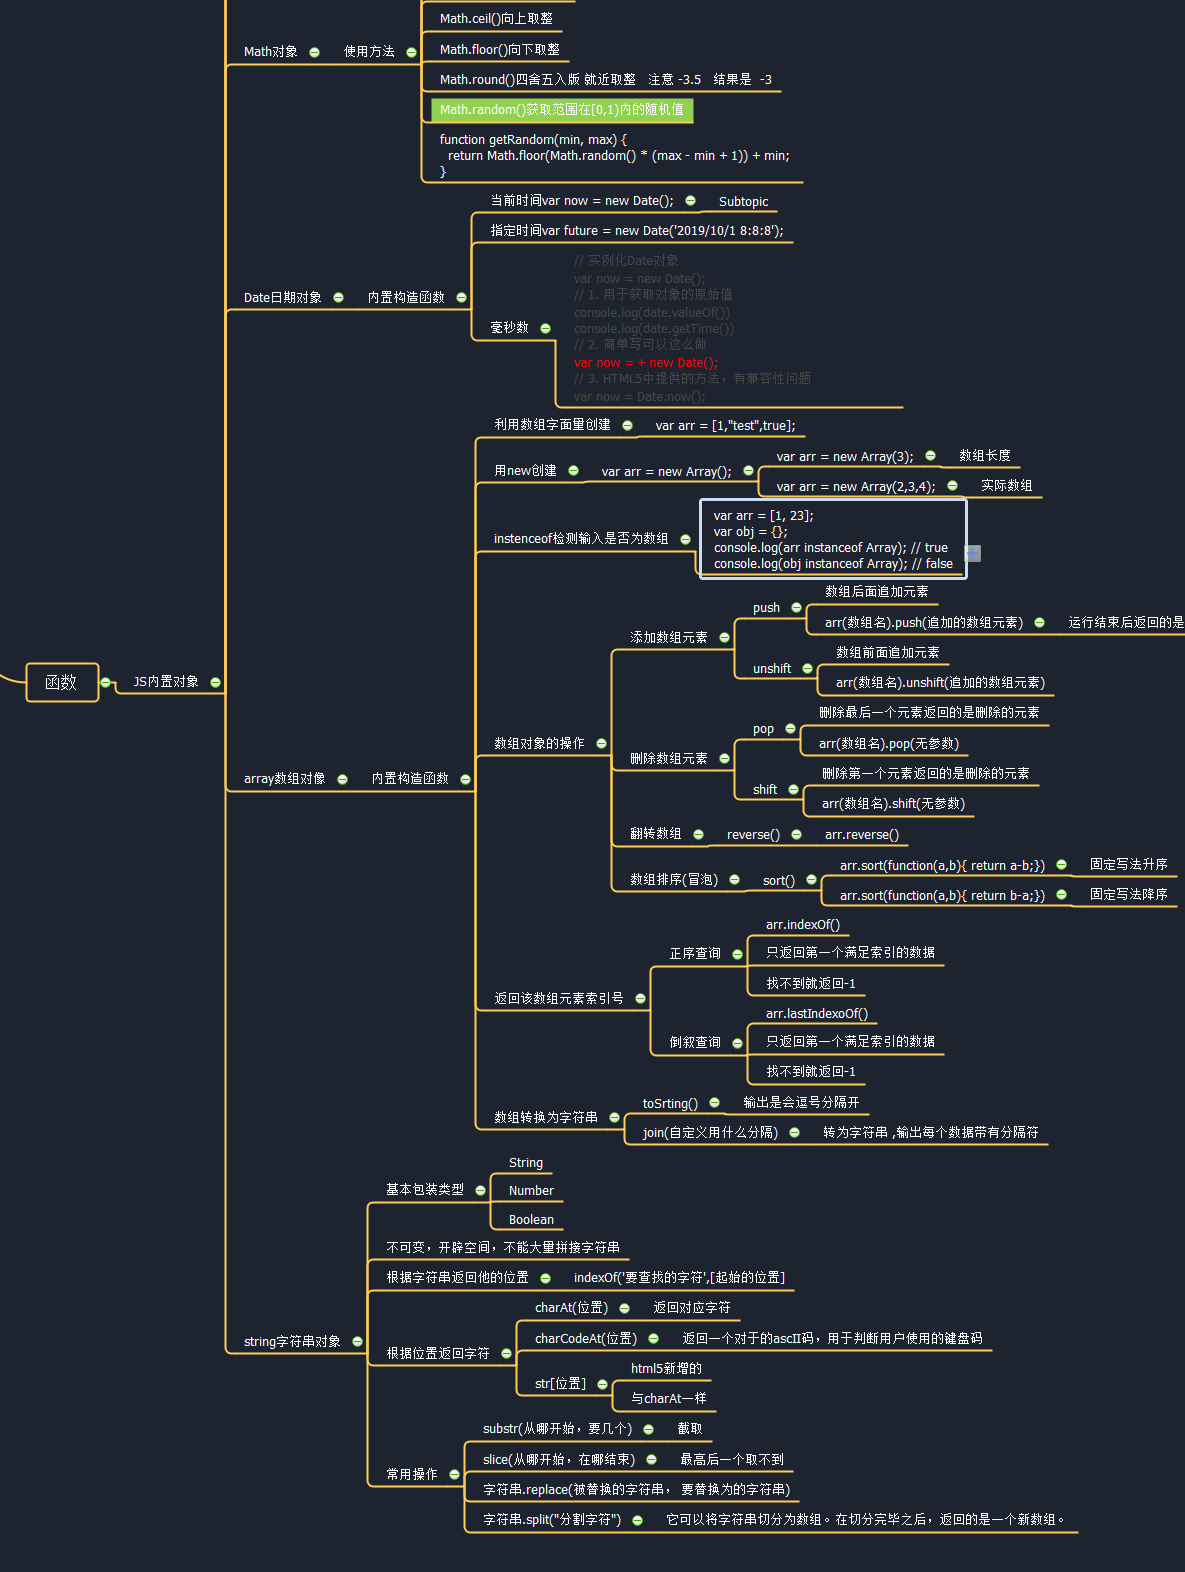 Math.ceil()向上取整
Math对象
使用方法
Math.floor()向下取整
Math.round()四舍五入版 就近取整 注意 -3.5 结果是 -3
Math.random()获取范围在[0,1)内的随机值
function getRandom(min, max) {
return Math.floor(Math.random() * (max - min + 1)) + min;
}
当前时间var now = new Date();
Subtopic
指定时间var future = new Date('2019/10/1 8:8:8');
Date日期对象
内置构造函数
毫秒数
// 实例化Date对象
var now = new Date();
// 1. 用于获取对象的原始值
console.log(date.valueOf())
console.log(date.getTime())
// 2. 简单写可以这么做
var now = + new Date();
// 3. HTML5中提供的方法，有兼容性问题
var now = Date.now();
利用数组字面量创建
var arr = [1,"test",true];
用new创建
var arr = new Array();
var arr = new Array(3);
数组长度
var arr = new Array(2,3,4);
实际数组
instenceof检测输入是否为数组
var arr = [1, 23];
var obj = {};
console.log(arr instanceof Array); // true
console.log(obj instanceof Array); // false
函数
JS内置对象
array数组对像
内置构造函数
数组对象的操作
添加数组元素
push
数组后面追加元素
arr(数组名).push(追加的数组元素)
运行结束后返回的是
unshift
数组前面追加元素
arr(数组名).unshift(追加的数组元素)
删除数组元素
pop
删除最后一个元素返回的是删除的元素
arr(数组名).pop(无参数)
shift
删除第一个元素返回的是删除的元素
arr(数组名).shift(无参数)
翻转数组
reverse()
arr.reverse()
数组排序(冒泡)
sort()
arr.sort(function(a,b){ return a-b;})
固定写法升序
arr.sort(function(a,b){ return b-a;})
固定写法降序
返回该数组元素索引号
正序查询
arr.indexOf()
只返回第一个满足索引的数据
找不到就返回-1
倒叙查询
arr.lastIndexoOf()
只返回第一个满足索引的数据
找不到就返回-1
数组转换为字符串
toSrting()
输出是会逗号分隔开
join(自定义用什么分隔)
转为字符串 ,输出每个数据带有分隔符
string字符串对象
基本包装类型
String
Number
Boolean
不可变，开辟空间，不能大量拼接字符串
根据字符串返回他的位置
indexOf('要查找的字符',[起始的位置]
根据位置返回字符
charAt(位置)
返回对应字符
charCodeAt(位置)
返回一个对于的ascII码，用于判断用户使用的键盘码
str[位置]
html5新增的
与charAt一样
常用操作
substr(从哪开始，要几个)
截取
slice(从哪开始，在哪结束)
最高后一个取不到
字符串.replace(被替换的字符串， 要替换为的字符串)
字符串.split("分割字符")
它可以将字符串切分为数组。在切分完毕之后，返回的是一个新数组。